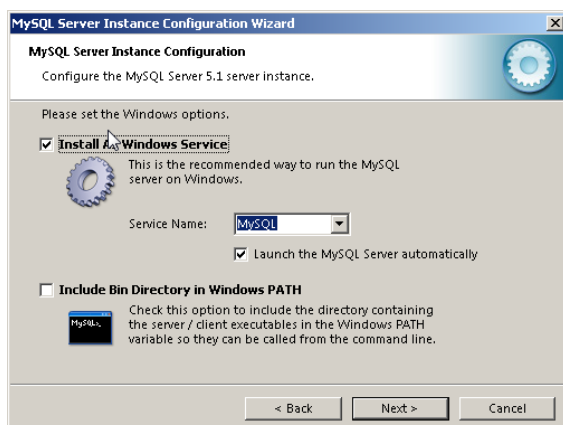 MySQL Server Instance Configuration Wizard
MySQL Server Instance Configuration
Configure the MySQL Server 5.1 server instance.
Please set the Windows options.
Install As Windows Service
This is the recommended way to run the MySQL
server on Windows.
Service Name:
MySQL
Launch the MySQL Server automatically
Include Bin Directory in Windows PATH
MySQL>_
Check this option to include the directory containing
the server / client executables in the Windows PATH
variable so they can be called from the command line.
< Back
Next >
Cancel